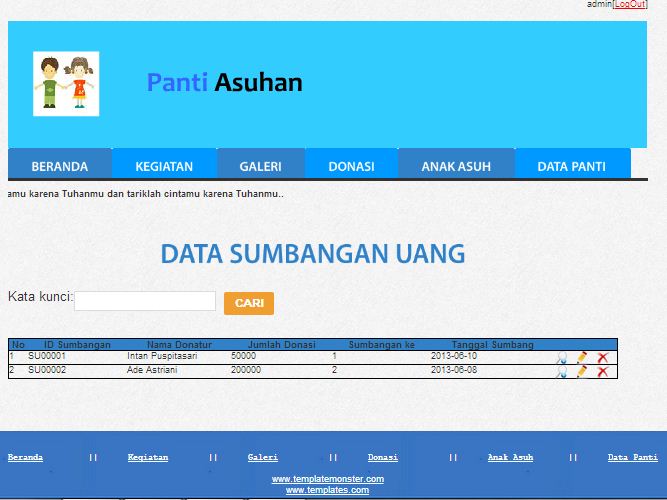 admin[LogOut]
Panti Asuhan
BERANDA KEGIATAN GALERI DONASI ANAK ASUH DATA PANTI
amu karena Tuhanmu dan tariklah cintamu karena Tuhanmu..
DATA SUMBANGAN UANG
Kata kunci: CARI
No ID Sumbangan Nama Donatur Jumlah Donasi Sumbangan ke Tanggal Sumbang
1 SU00001 Intan Puspitasari 50000 1 2013-06-10
2 SU00002 Ade Astriani 200000 2 2013-06-08
Beranda || Kegiatan || Galeri || Donasi || Anak Asuh || Data Panti
www.templatemonster.com
www.templates.com